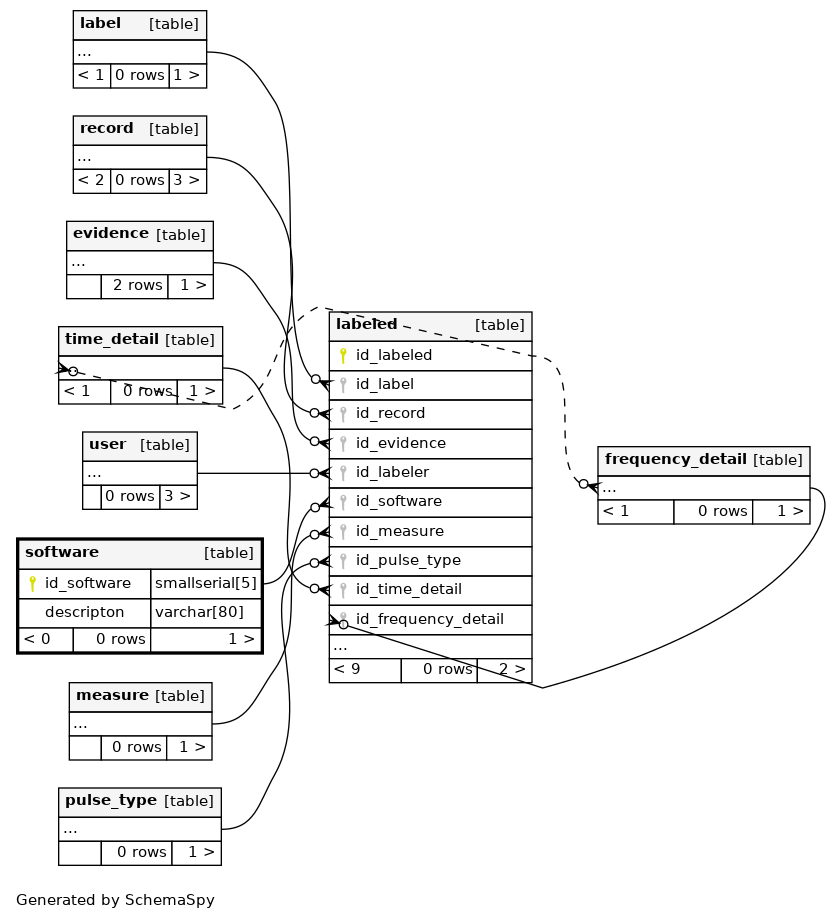 label [table]
...
< 1 0 rows 1 >
record [table]
...
< 2 0 rows 3 >
evidence [table]
...
2 rows 1 >
time_detail [table]
< 1 0 rows 1 >
user [table]
...
0 rows 3 >
software [table]
id_software smallserial[5]
descripton varchar[80]
< 0 0 rows 1 >
measure [table]
...
0 rows 1 >
pulse_type [table]
...
0 rows 1 >
labeled [table]
id_labeled
id_label
id_record
id_evidence
id_labeler
id_software
id_measure
id_pulse_type
id_time_detail
id_frequency_detail
...
< 9 0 rows 2 >
frequency_detail [table]
...
< 1 0 rows 1 >
Generated by SchemaSpy